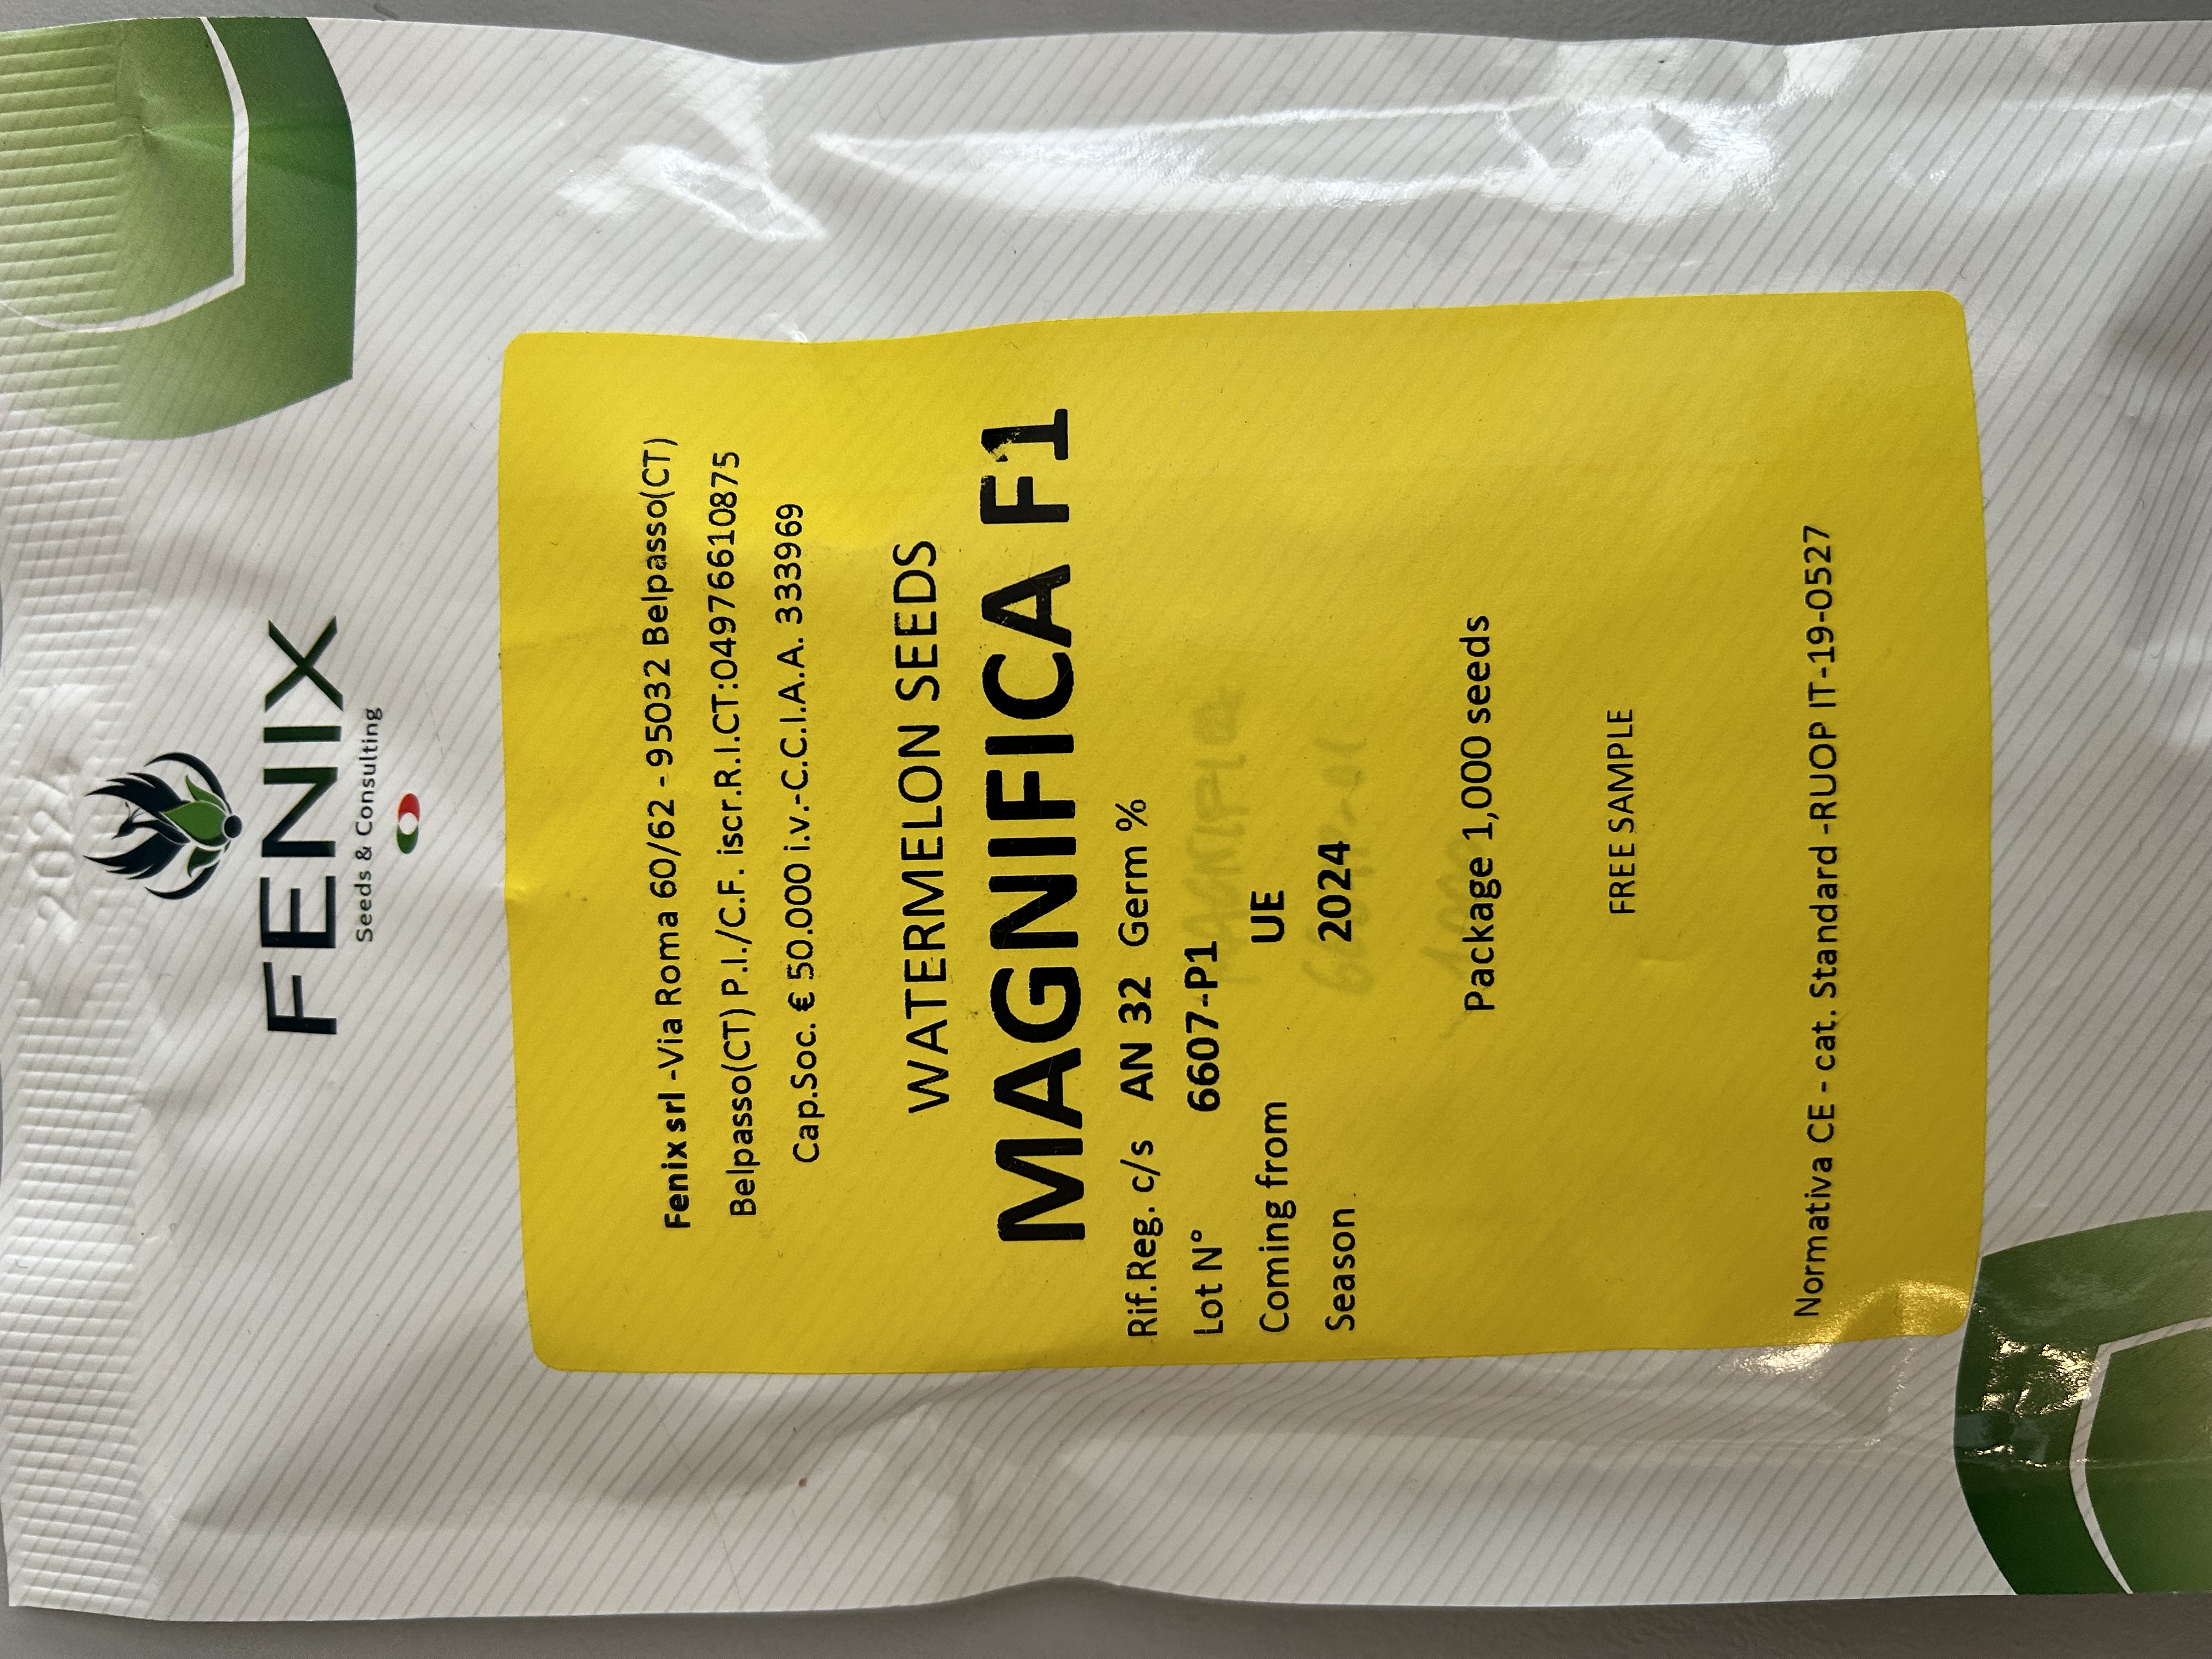 FENIX
Seeds & Consulting
Fenix srl -Via Roma 60/62 - 95032 Belpasso(CT)
Belpasso(CT) P.I./C.F. iscr.R.I.CT:04976610875
Cap.Soc. € 50.000 i.v.-C.C.I.A.A. 333969
WATERMELON SEEDS
MAGNIFICA F1
Rif.Reg. c/s AN 32 Germ %
Lot N° 6607-P1
Coming from UE
Season 2024
Package 1,000 seeds
FREE SAMPLE
Normativa CE - cat. Standard -RUOP IT-19-0527